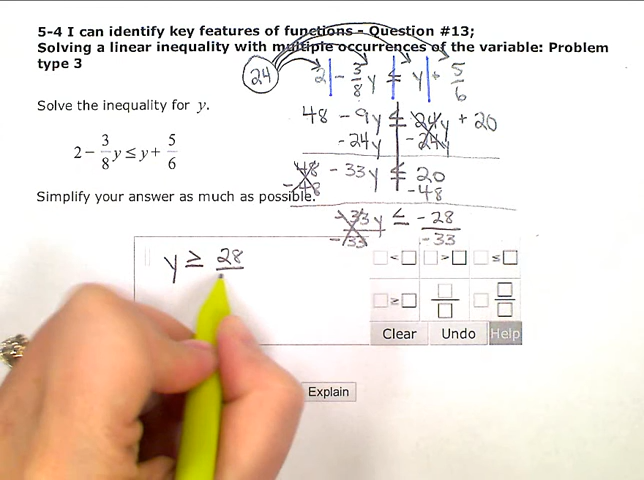 5-4 I can identify key features of functions - Question #13;
Solving a linear inequality with multiple occurrences of the variable: Problem
type 3
24
2 - 3/8 y ≤ y + 5/6
Solve the inequality for y.
48 - 9y ≤ 24y + 20
-24y -24y
2 - 3/8 y ≤ y + 5/6
48 - 33y ≤ 20
-48 -48
Simplify your answer as much as possible.
-33y ≤ -28
-33 -33
y ≥ 28
□<□ □>□ □≤□
□≥□ □/□ □□/□
Clear Undo Help
Explain